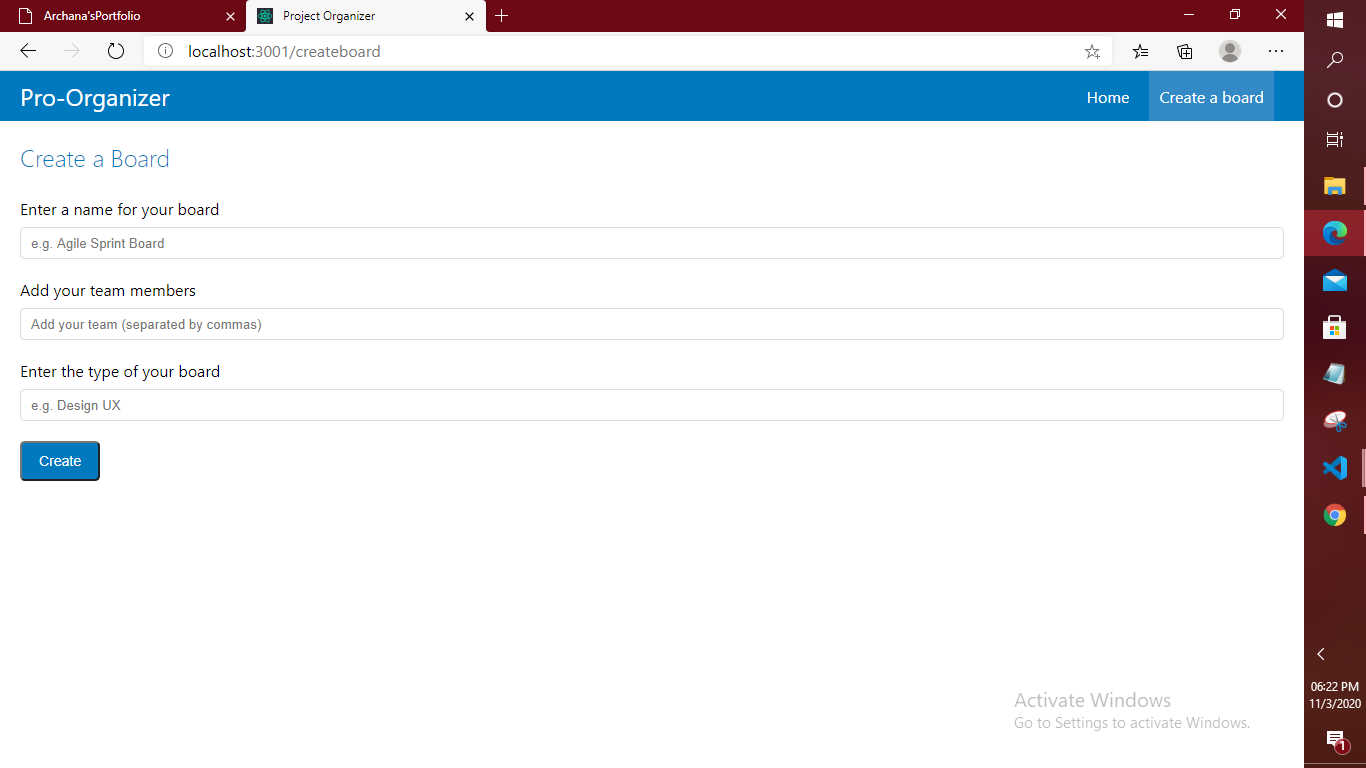 Archana'sPortfolio
Project Organizer
localhost:3001/createboard
Pro-Organizer
Home
Create a board
Create a Board
Enter a name for your board
e.g. Agile Sprint Board
Add your team members
Add your team (separated by commas)
Enter the type of your board
e.g. Design UX
Create
Activate Windows
Go to Settings to activate Windows.
06:22 PM
11/3/2020
1